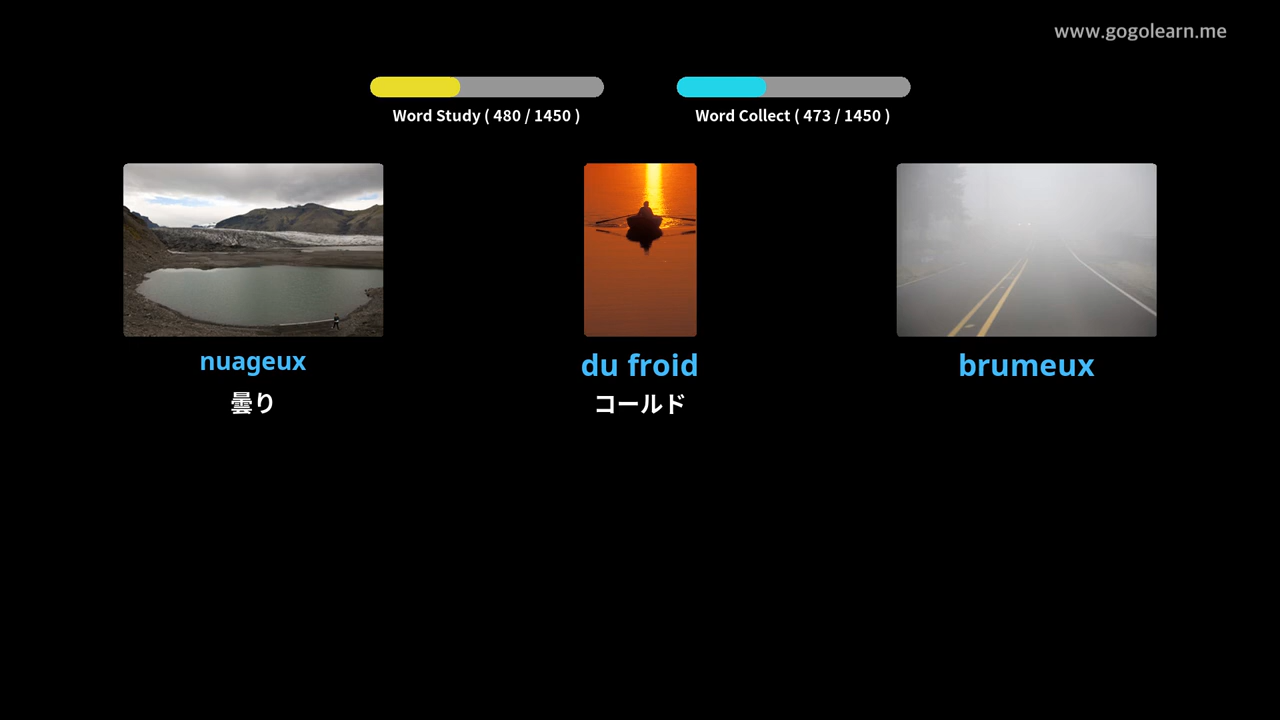 www.gogolearn.me
Word Study ( 480 / 1450 )
Word Collect ( 473 / 1450 )
nuageux
曇り
du froid
コールド
brumeux